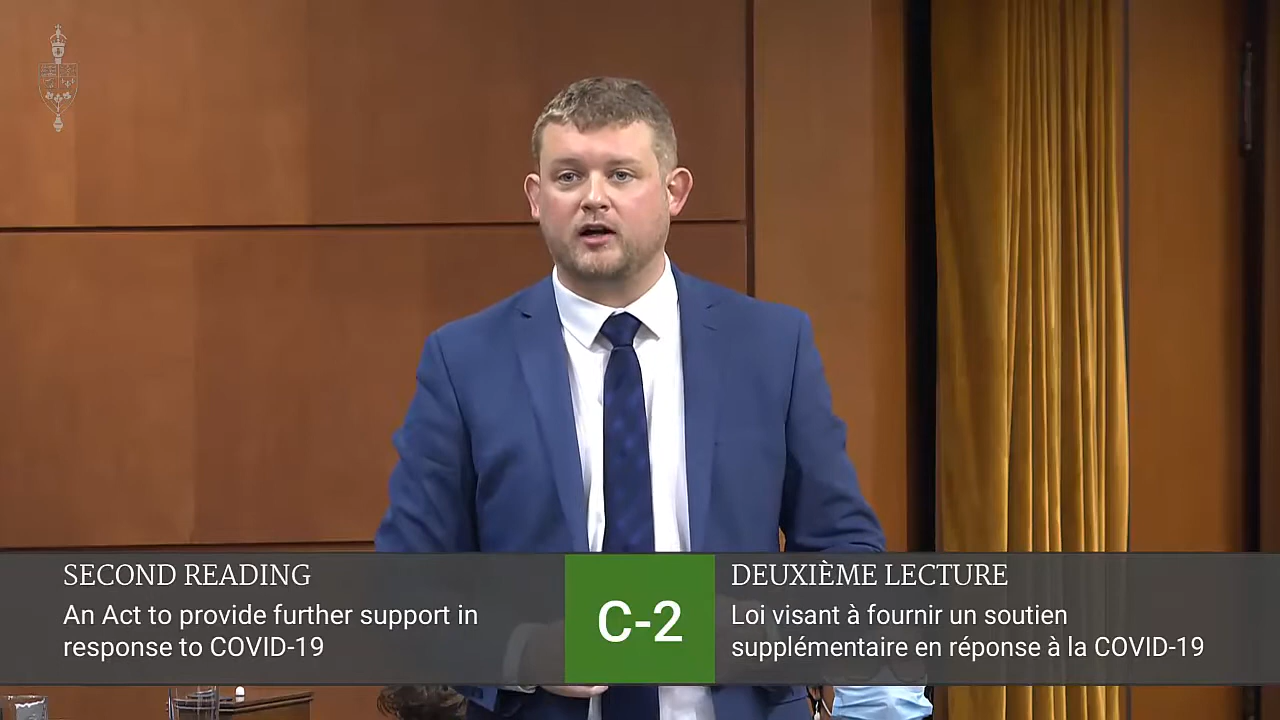 SECOND READING
An Act to provide further support in
response to COVID-19
C-2
DEUXIÈME LECTURE
Loi visant à fournir un soutien
supplémentaire en réponse à la COVID-19